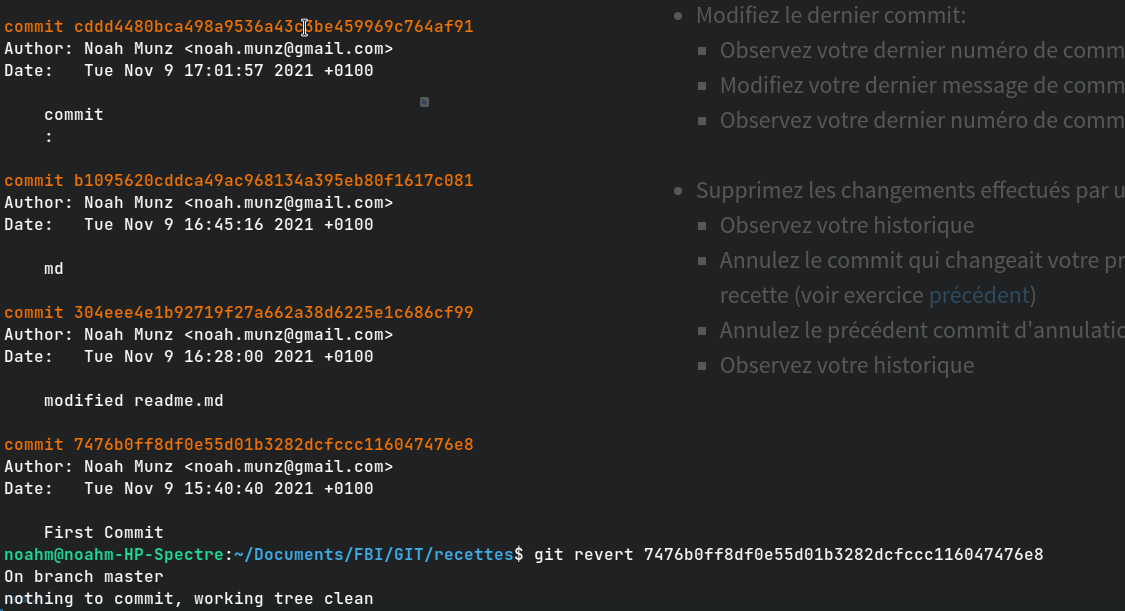 commit cddd4480bca498a9536a43c3be459969c764af91
Author: Noah Munz <noah.munz@gmail.com>
Date:   Tue Nov 9 17:01:57 2021 +0100
commit
:
commit b1095620cddca49ac968134a395eb80f1617c081
Author: Noah Munz <noah.munz@gmail.com>
Date:   Tue Nov 9 16:45:16 2021 +0100
md
commit 304eee4e1b92719f27a662a38d6225e1c686cf99
Author: Noah Munz <noah.munz@gmail.com>
Date:   Tue Nov 9 16:28:00 2021 +0100
modified readme.md
commit 7476b0ff8df0e55d01b3282dcfccc116047476e8
Author: Noah Munz <noah.munz@gmail.com>
Date:   Tue Nov 9 15:40:40 2021 +0100
First Commit
noahm@noahm-HP-Spectre:~/Documents/FBI/GIT/recettes$ git revert 7476b0ff8df0e55d01b3282dcfccc116047476e8
On branch master
nothing to commit, working tree clean
Modifiez le dernier commit:
Observez votre dernier numéro de comm
Modifiez votre dernier message de comm
Observez votre dernier numéro de comm
Supprimez les changements effectués par u
Observez votre historique
Annulez le commit qui changeait votre pr
recette (voir exercice précédent)
Annulez le précédent commit d'annulatio
Observez votre historique